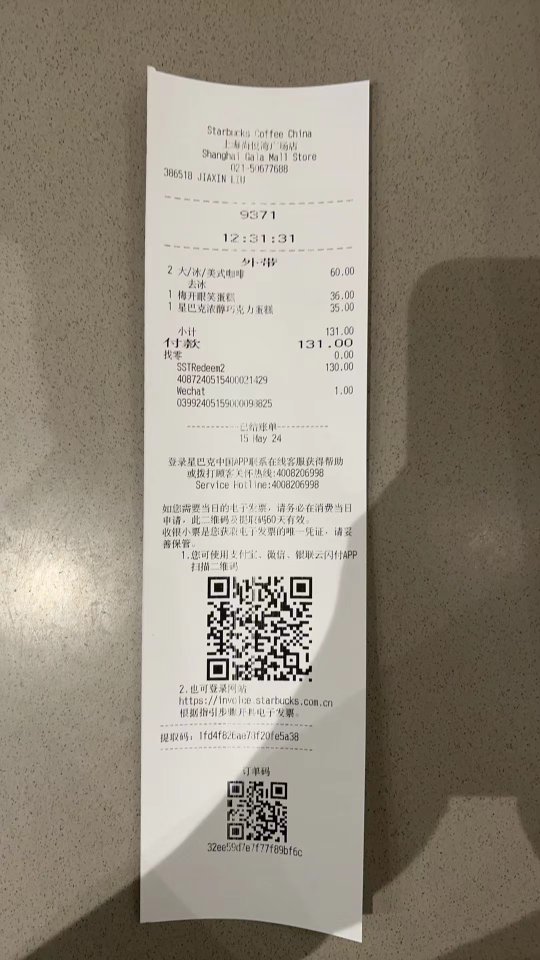 Starbucks Coffee China
上海尚悦湾广场店
Shanghai Gala Mall Store
021-50677688
386518 JIAXIN LIU
9371
12:31:31
外带
2 大/冰/美式咖啡 60.00
去冰
1 梅开眼笑蛋糕 36.00
1 星巴克浓醇巧克力蛋糕 35.00
小计 131.00
付款 131.00
找零 0.00
SSTRedeem2 130.00
4087240515400021429
Wechat 1.00
03992405159000098825
已结账单
15 May 24
登录星巴克中国APP联系在线客服获得帮助
或拨打顾客关怀热线:4008206998
Service Hotline:4008206998
如您需要当日的电子发票，请务必在消费当日
申请，此二维码及提取码60天有效。
收银小票是您获取电子发票的唯一凭证，请妥
善保管。
1.您可使用支付宝、微信、银联云闪付APP
扫描二维码
2.也可登录网站
https://invoice.starbucks.com.cn
根据指引步骤开具电子发票。
提取码: 1fd4f826ae73f20fe5a38
订单码
32ee59d7e7f77f89bf6c